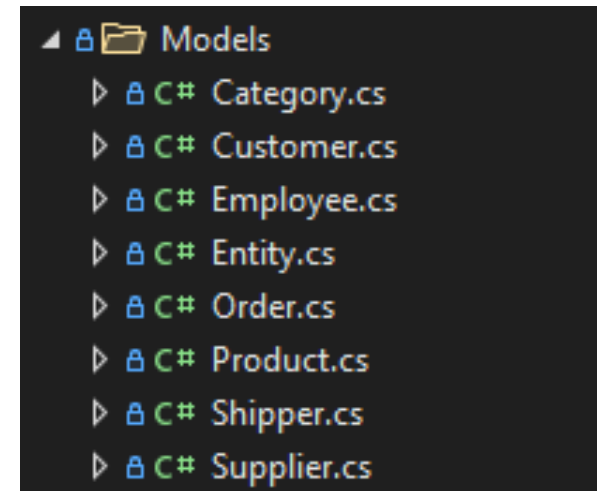 Models
C# Category.cs
C# Customer.cs
C# Employee.cs
C# Entity.cs
C# Order.cs
C# Product.cs
C# Shipper.cs
C# Supplier.cs